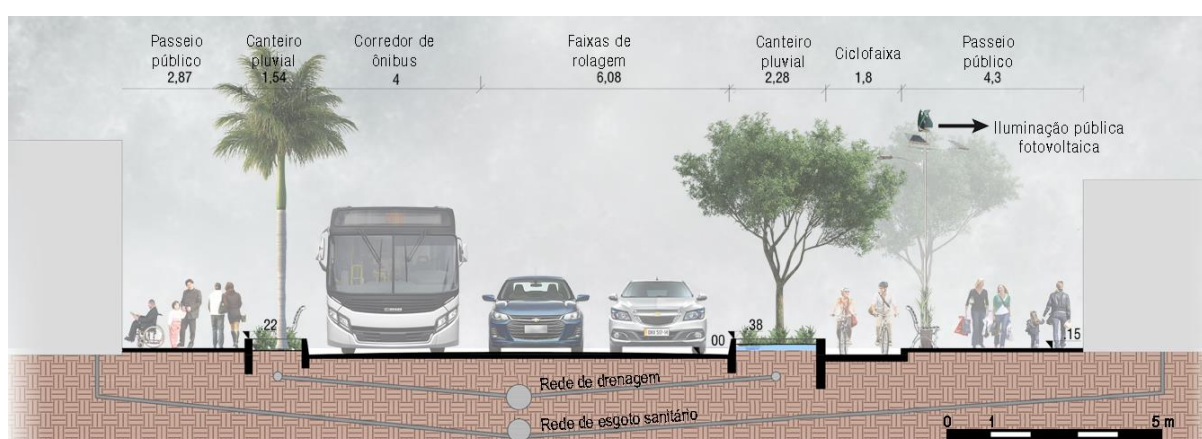 Passeio
público
2,87
Canteiro
pluvial
1,54
Corredor de
ônibus
4
Faixas de
rolagem
6,08
Canteiro
pluvial
2,28
Ciclofaixa
1,8
Passeio
público
4,3
Iluminação pública
fotovoltaica
22
00
38
15
Rede de drenagem
Rede de esgoto sanitário
0 1 5 m